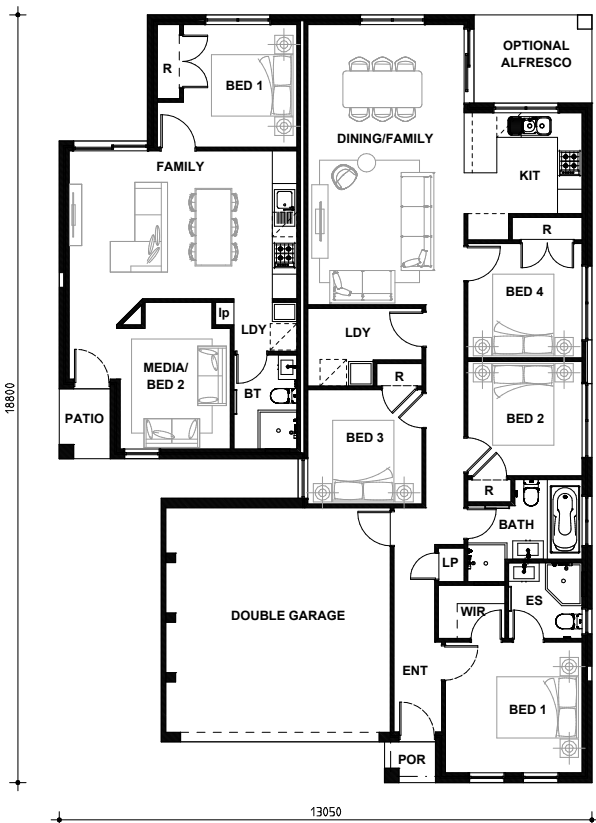 OPTIONAL
ALFRESCO
R
BED 1
DINING/FAMILY
FAMILY
KIT
R
BED 4
lp
LDY
LDY
MEDIA/
BED 2
R
BT
PATIO
18800
BED 2
BED 3
R
BATH
LP
ES
WIR
DOUBLE GARAGE
ENT
BED 1
POR
13050